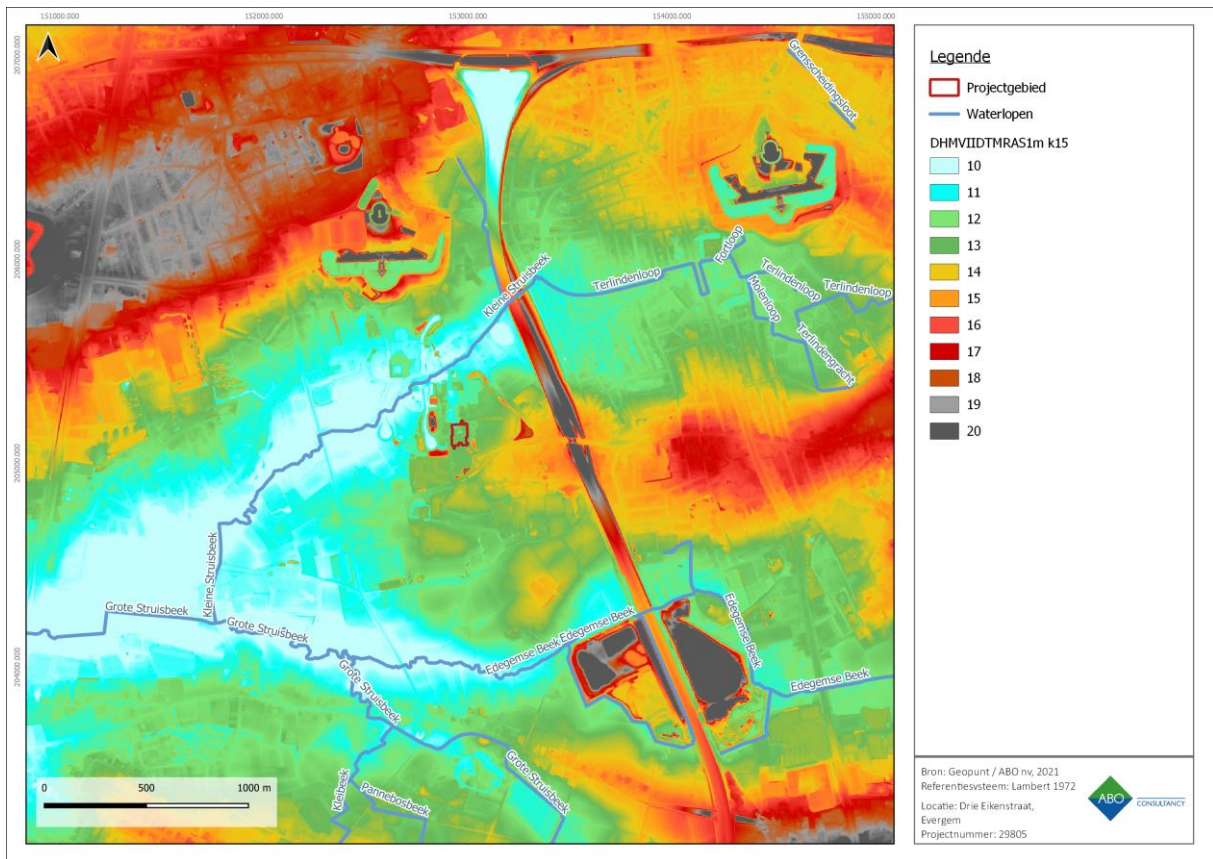 151000.000
152000.000
153000.000
154000.000
155000.000
207000.000
206000.000
205000.000
204000.000
Grensscheidingsloot
Kleine Struisbeek
Terlindenloop
Fortloop
Molenloop
Terlindenloop
Terlindenloop
Terlindengracht
Kleine Struisbeek
Grote Struisbeek
Grote Struisbeek
Grote Struisbeek
Edegemse Beek
Edegemse Beek
Edegemse Beek
Edegemse Beek
Grote Struisbeek
Kleibeek
Pannebosbeek
0 500 1000 m
Legende
Projectgebied
Waterlopen
DHMVIIDTMRAS1m k15
10
11
12
13
14
15
16
17
18
19
20
Bron: Geopunt / ABO nv, 2021
Referentiesysteem: Lambert 1972
Locatie: Drie Eikenstraat,
Evergem
Projectnummer: 29805
ABO
CONSULTANCY